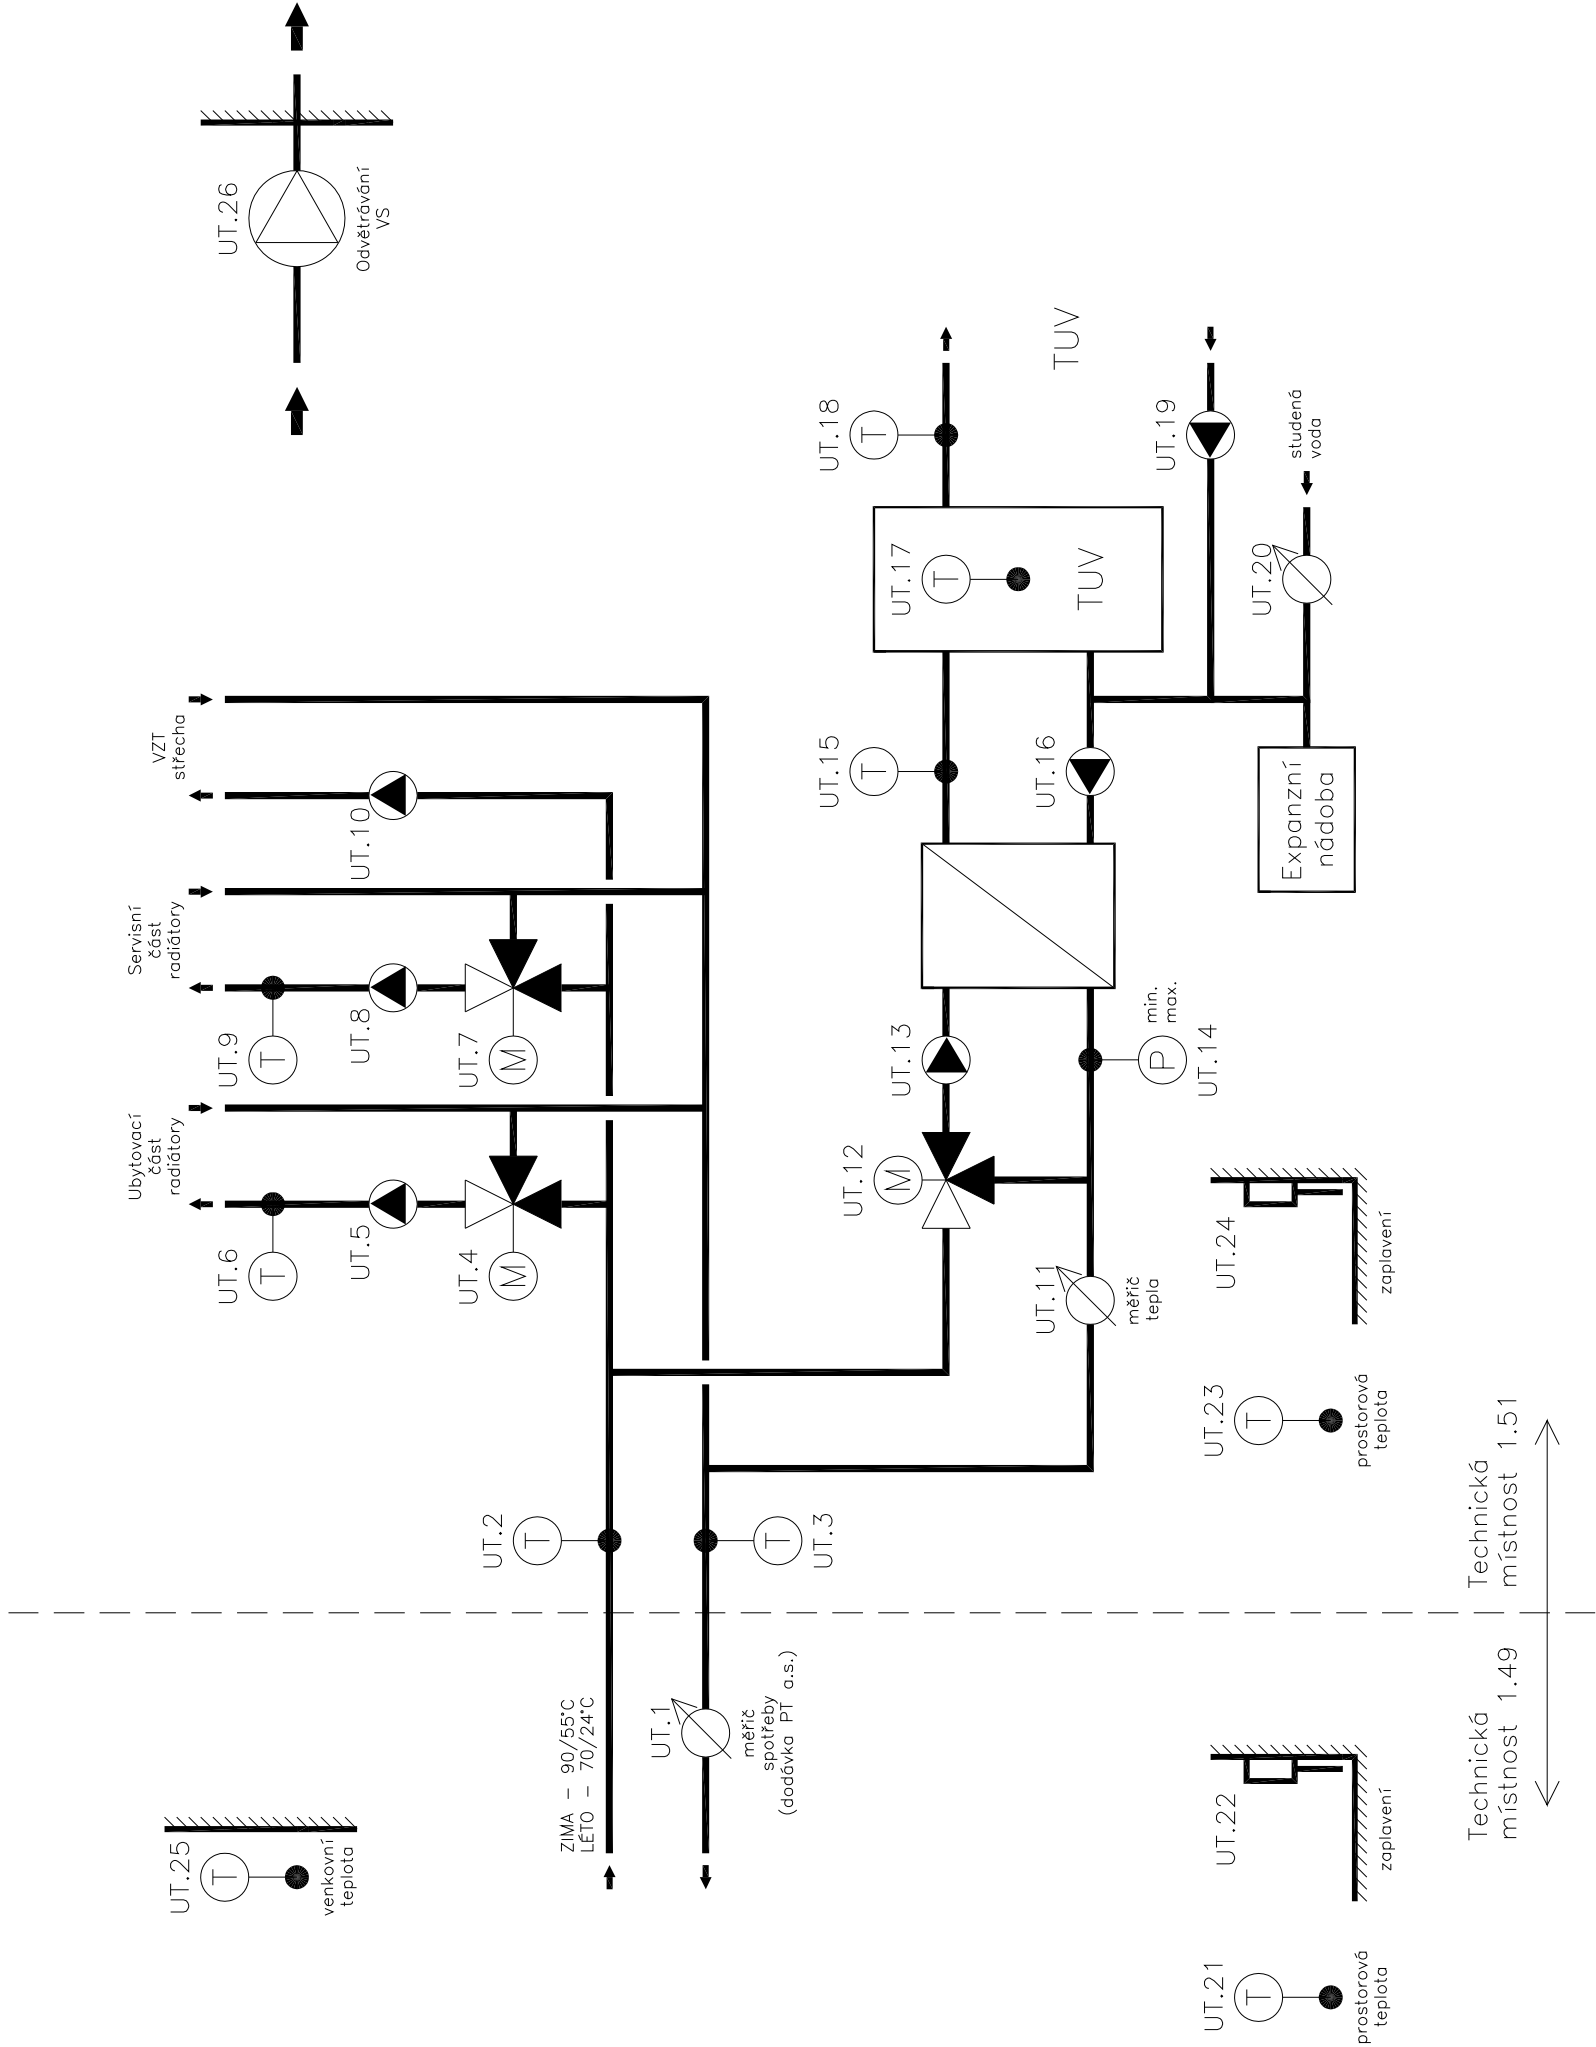 Ubytovací
část
radiátory
Servisní
část
radiátory
VZT
střecha
UT.25
T
venkovní
teplota
UT.6
T
UT.9
T
UT.26
Odvětrávání
VS
UT.5
UT.8
UT.10
UT.4
M
UT.7
M
ZIMA – 90/55°C
LÉTO – 70/24°C
UT.2
T
UT.1
měřič
spotřeby
(dodávka PT a.s.)
T
UT.3
UT.12
M
UT.13
UT.15
T
UT.17
T
TUV
UT.18
T
TUV
UT.11
měřič
tepla
P
min.
max.
UT.14
UT.16
UT.19
UT.20
studená
voda
Expanzní
nádoba
UT.21
T
prostorová
teplota
UT.22
zaplavení
UT.23
T
prostorová
teplota
UT.24
zaplavení
Technická
místnost 1.49
Technická
místnost 1.51